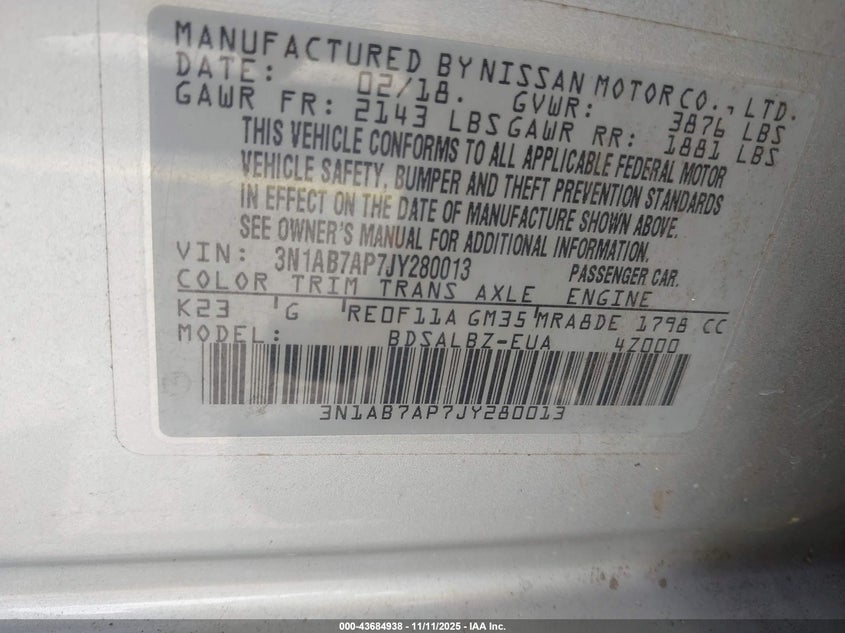 MANUFACTURED BY NISSAN MOTOR CO., LTD.
DATE: 02/18. GVWR: 3876 LBS
GAWR FR: 2143 LBS GAWR RR: 1881 LBS
THIS VEHICLE CONFORMS TO ALL APPLICABLE FEDERAL MOTOR
VEHICLE SAFETY, BUMPER AND THEFT PREVENTION STANDARDS
IN EFFECT ON THE DATE OF MANUFACTURE SHOWN ABOVE.
SEE OWNER'S MANUAL FOR ADDITIONAL INFORMATION.
VIN: 3N1AB7AP7JY280013 PASSENGER CAR.
COLOR TRIM TRANS AXLE ENGINE
K23 G RE0F11A GM35 MRA8DE 1798 CC
MODEL: BDSALBZ-EUA 4Z000
3N1AB7AP7JY280013
000-43684938 - 11/11/2025 - IAA Inc.